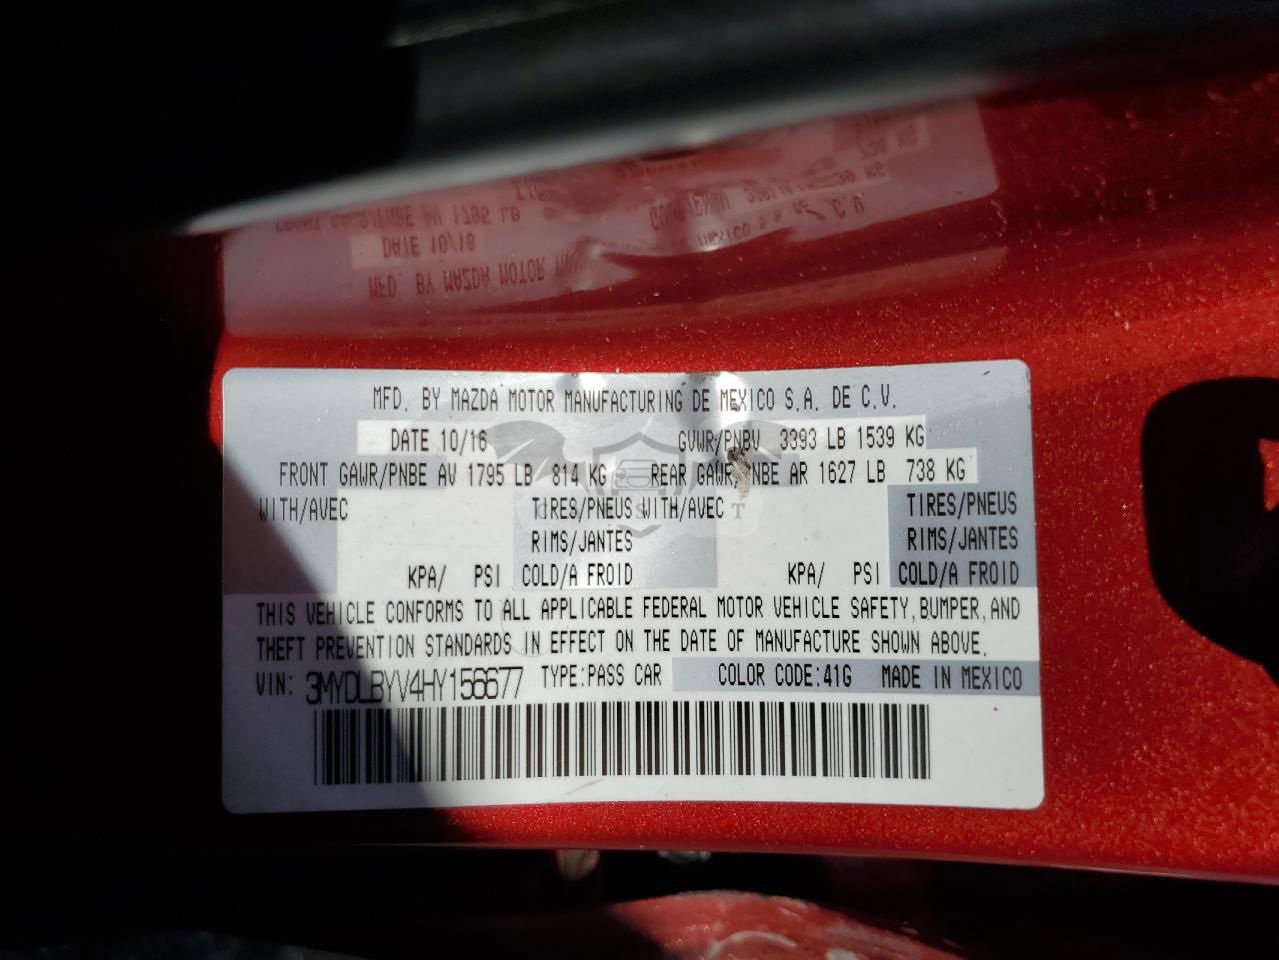 MFD. BY MAZDA MOTOR MANUFACTURING DE MEXICO S.A. DE C.V.
DATE 10/16 GVWR/PNBV 3393 LB 1539 KG
FRONT GAWR/PNBE AV 1795 LB 814 KG REAR GAWR/PNBE AR 1627 LB 738 KG
WITH/AVEC TIRES/PNEUS WITH/AVEC TIRES/PNEUS
RIMS/JANTES RIMS/JANTES
KPA/ PSI COLD/A FROID KPA/ PSI COLD/A FROID
THIS VEHICLE CONFORMS TO ALL APPLICABLE FEDERAL MOTOR VEHICLE SAFETY, BUMPER, AND
THEFT PREVENTION STANDARDS IN EFFECT ON THE DATE OF MANUFACTURE SHOWN ABOVE.
VIN: 3MYDLBYV4HY156677 TYPE:PASS CAR COLOR CODE:41G MADE IN MEXICO